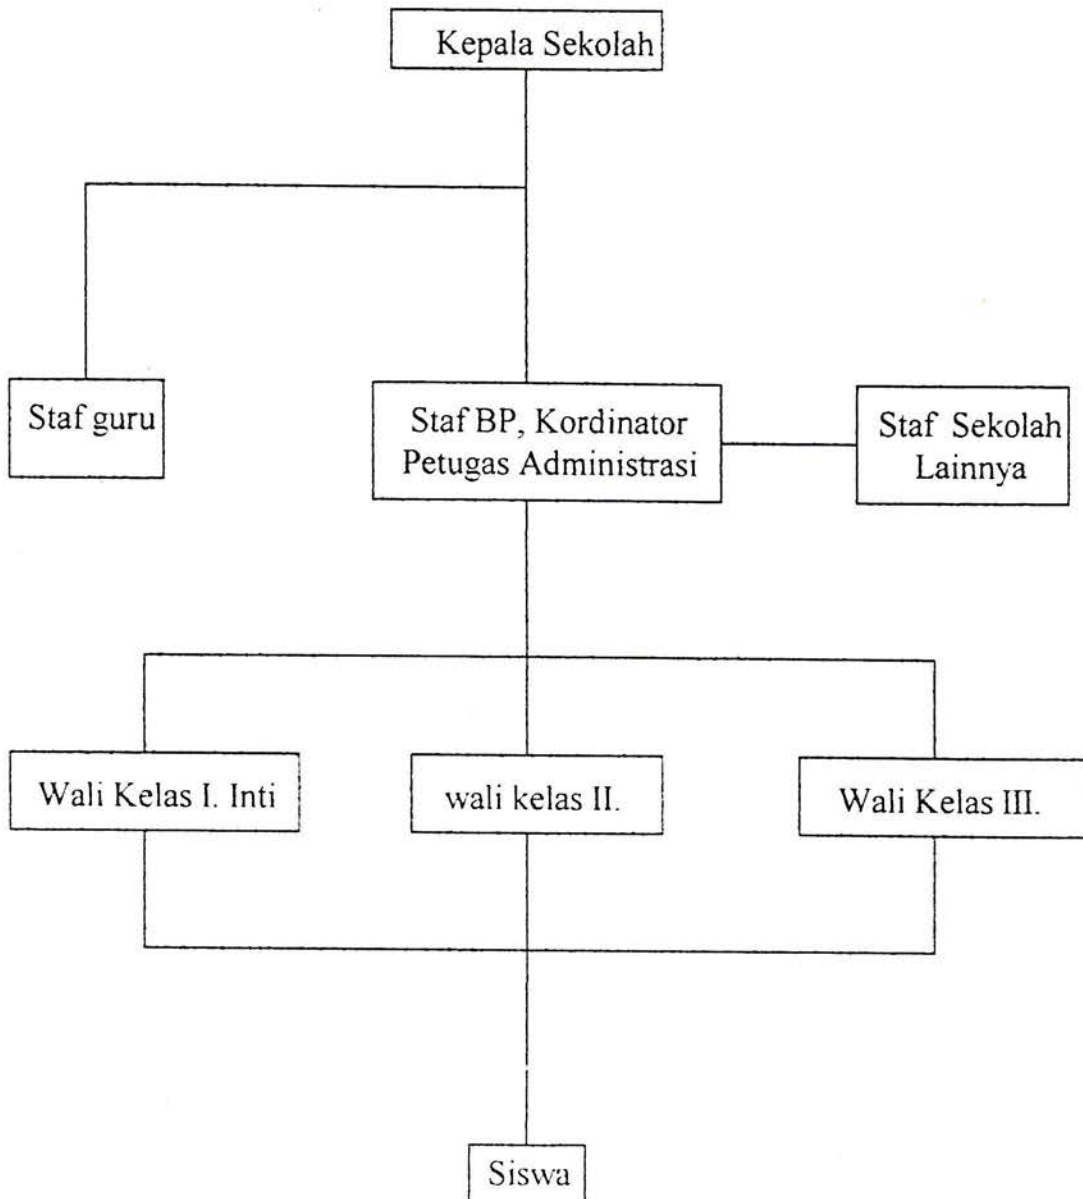 Kepala Sekolah
Staf guru
Staf BP, Kordinator
Petugas Administrasi
Staf Sekolah
Lainnya
Wali Kelas I. Inti
wali kelas II.
Wali Kelas III.
Siswa